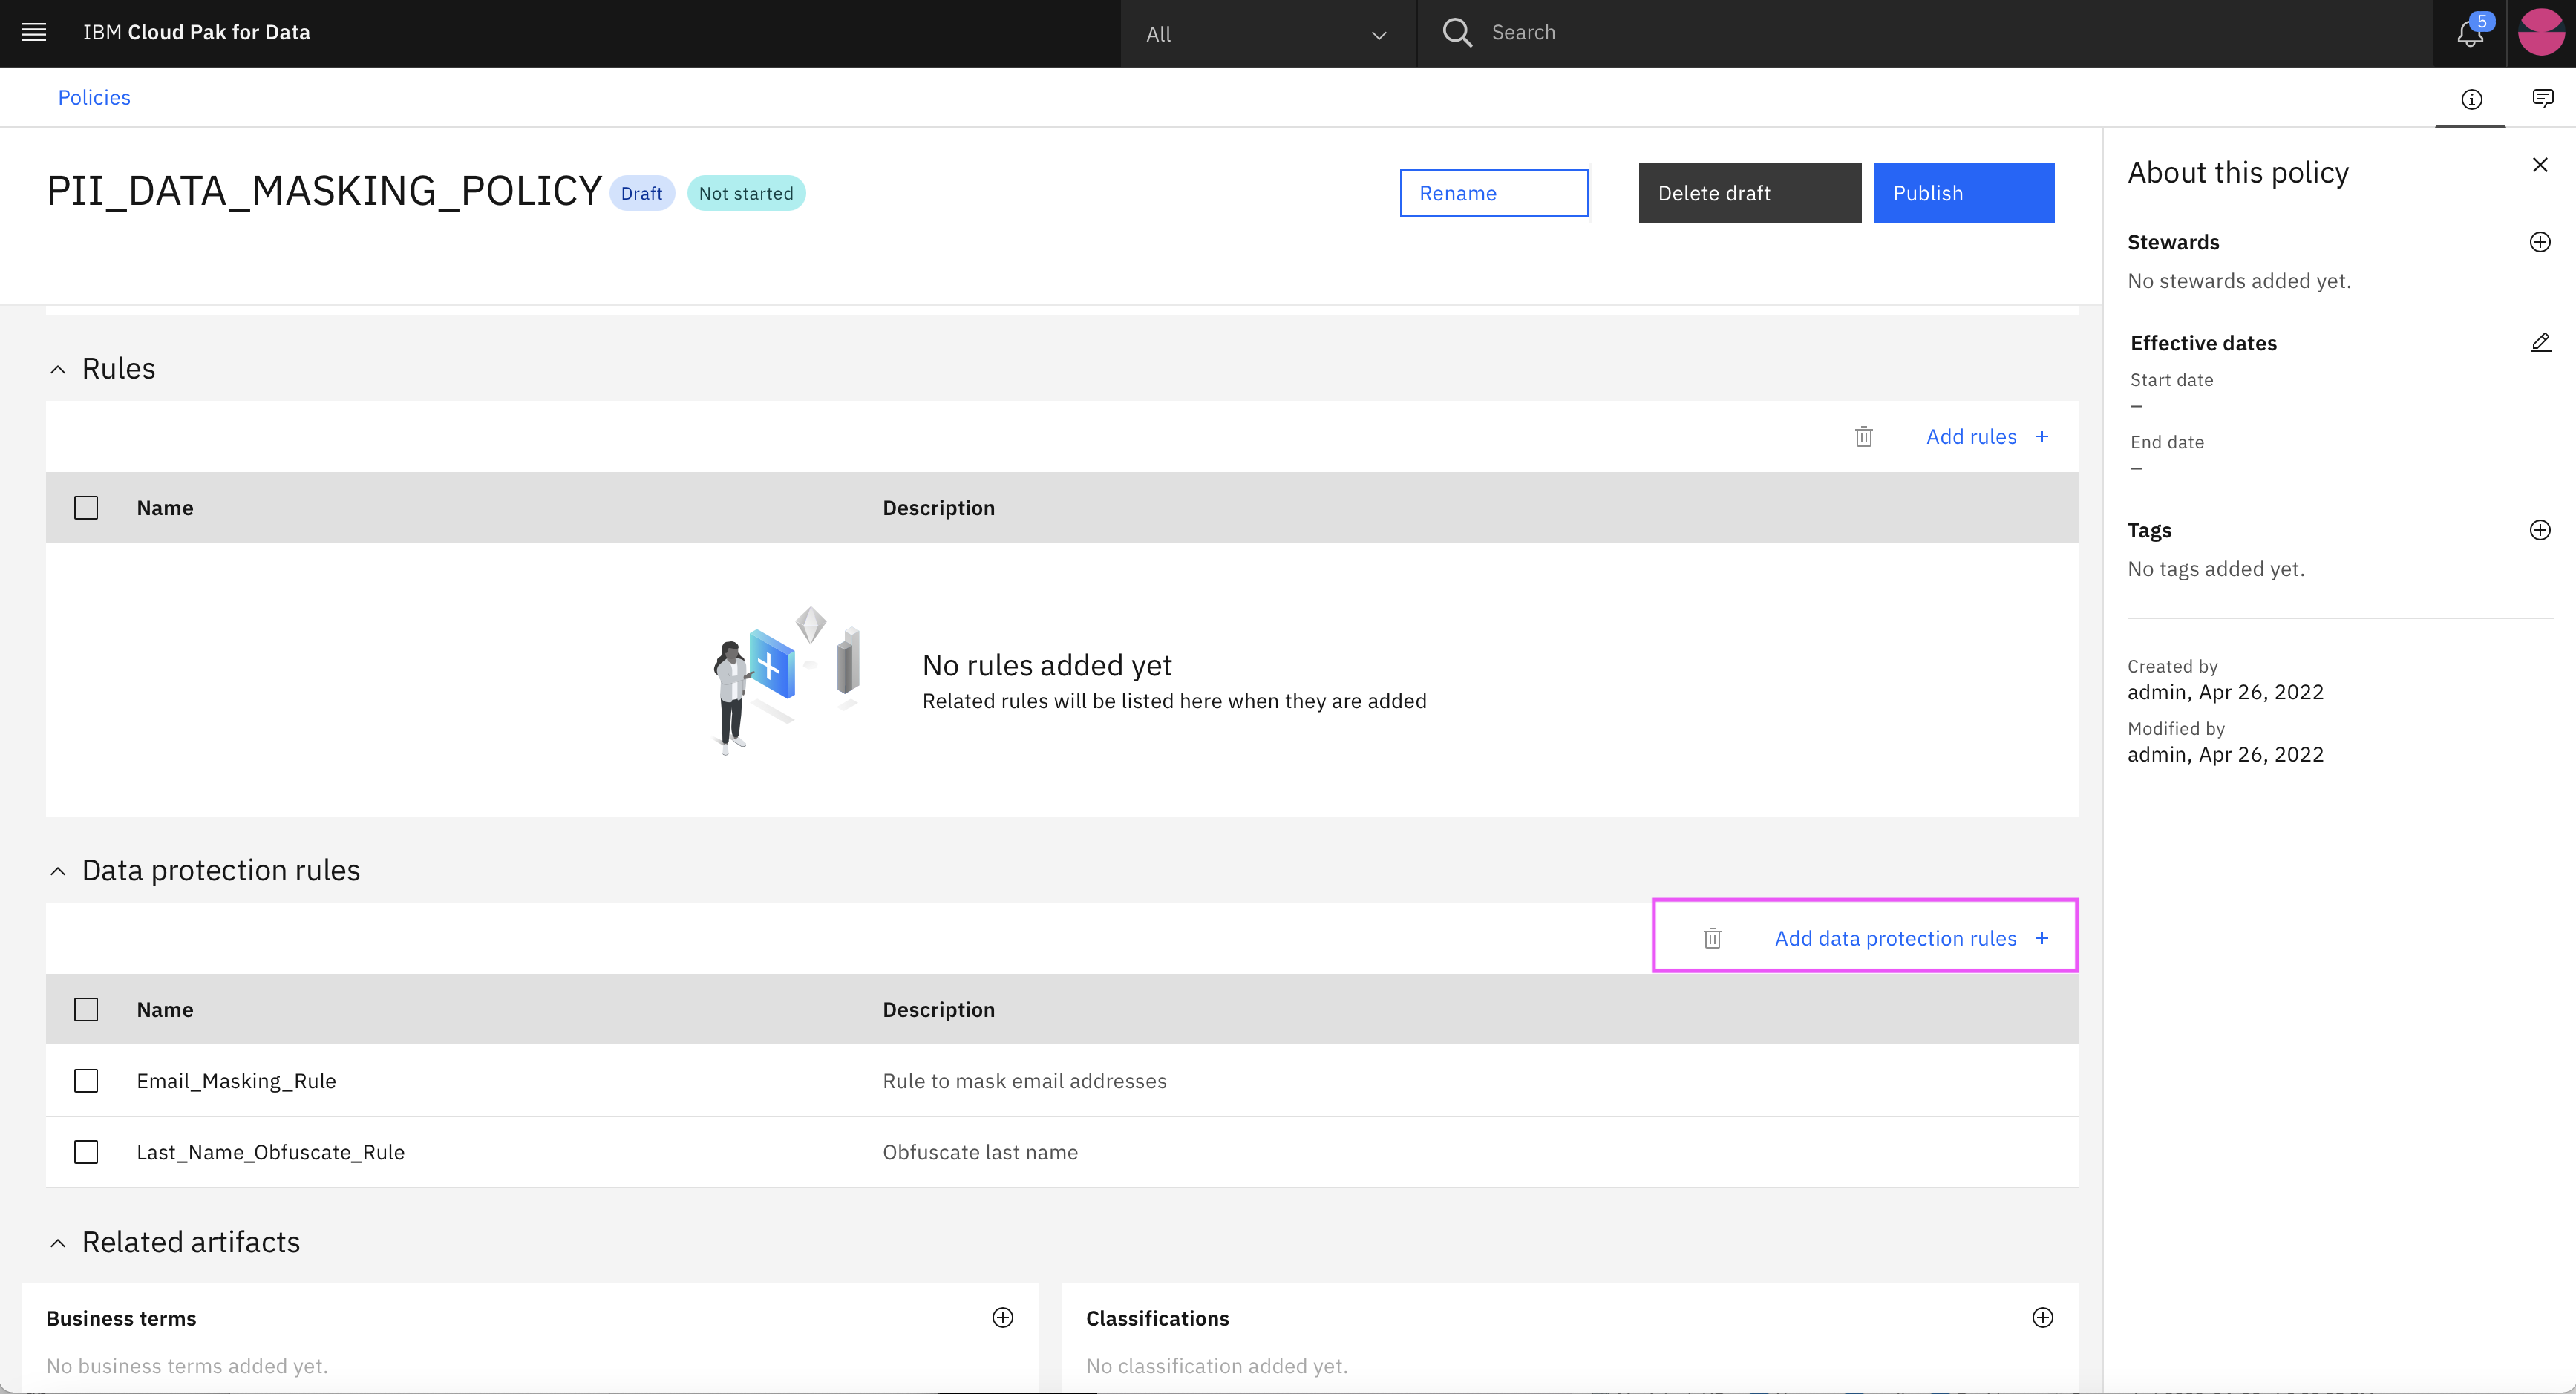 IBM Cloud Pak for Data
All
Search
5
Policies
PII_DATA_MASKING_POLICY
Draft
Not started
Rename
Delete draft
Publish
Rules
Add rules +
Name Description
No rules added yet
Related rules will be listed here when they are added
Data protection rules
Add data protection rules +
Name Description
Email_Masking_Rule Rule to mask email addresses
Last_Name_Obfuscate_Rule Obfuscate last name
Related artifacts
Business terms
No business terms added yet.
Classifications
No classification added yet.
About this policy
Stewards
No stewards added yet.
Effective dates
Start date
–
End date
–
Tags
No tags added yet.
Created by
admin, Apr 26, 2022
Modified by
admin, Apr 26, 2022